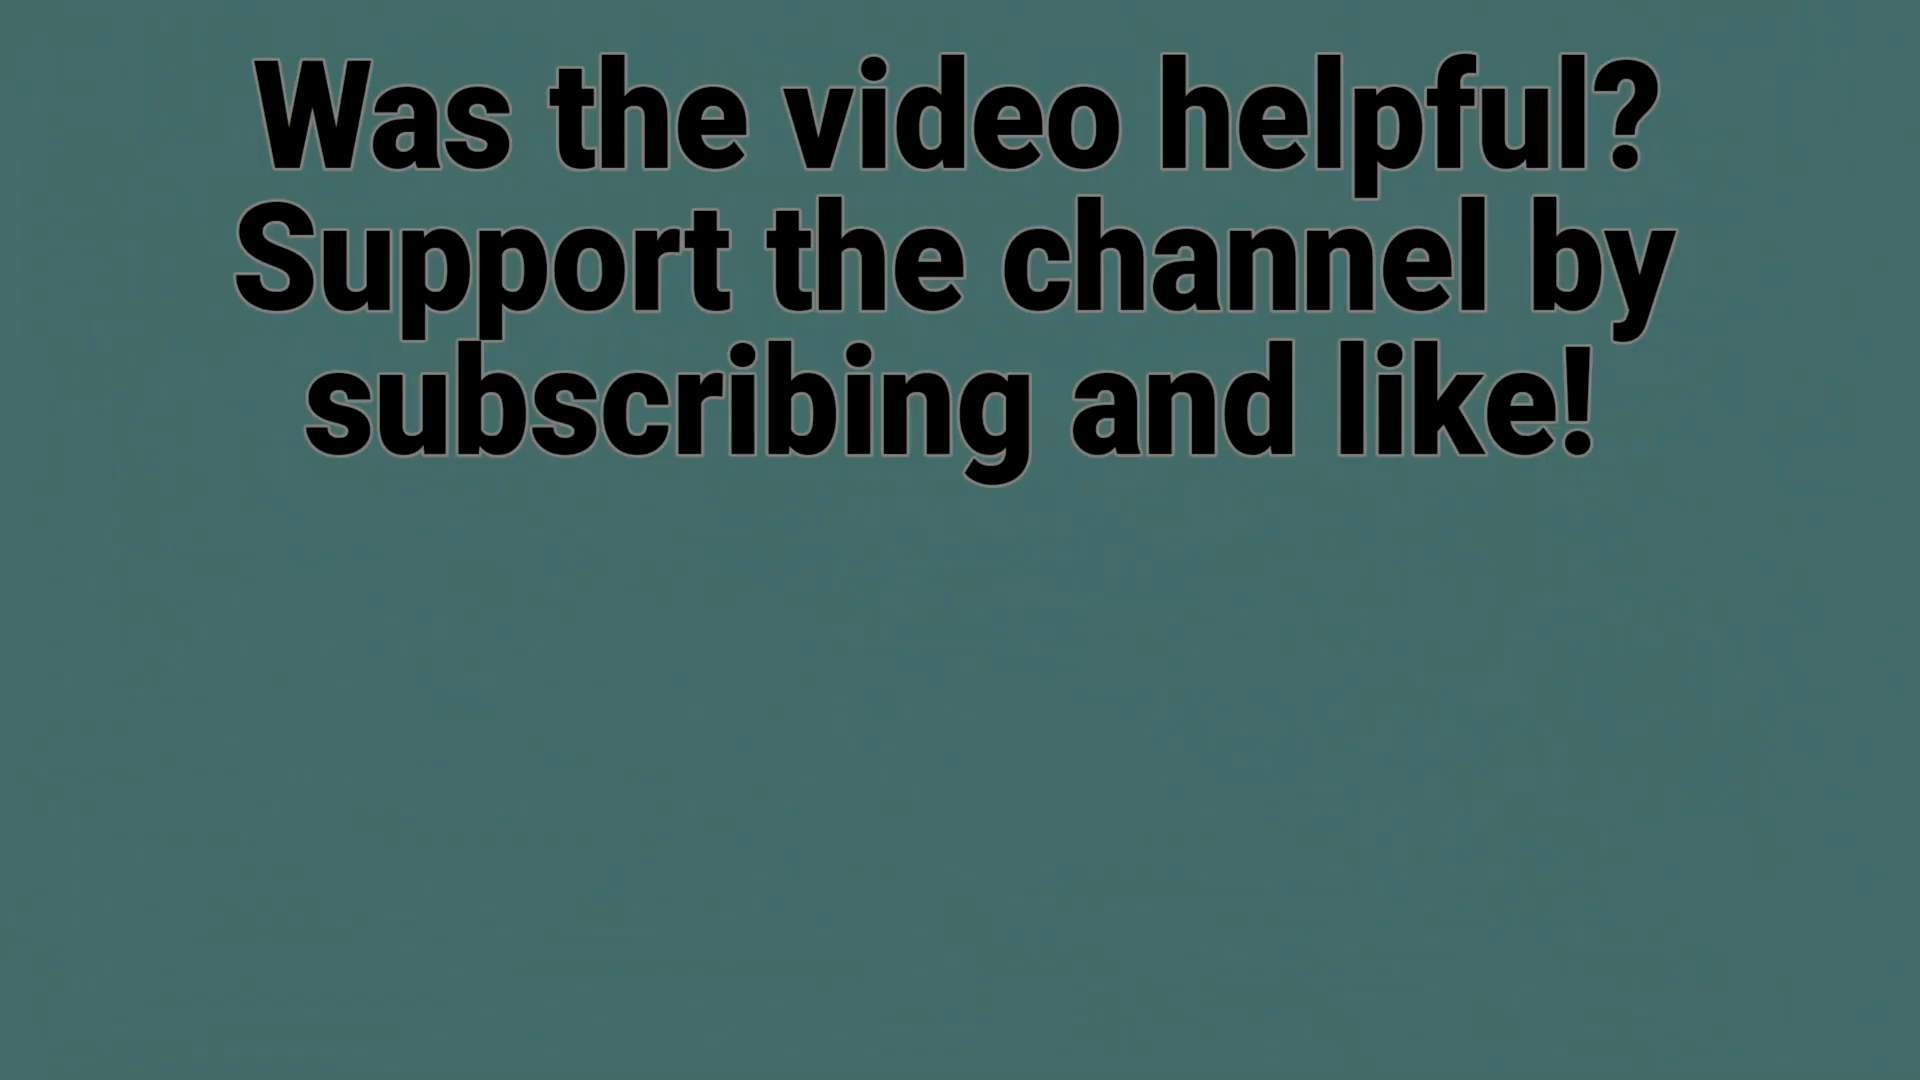 Was the video helpful?
Support the channel by
subscribing and like!